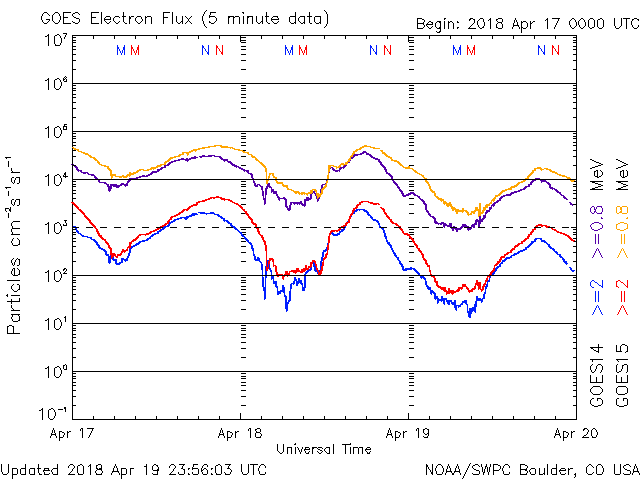 GOES Electron Flux (5 minute data)
Begin: 2018 Apr 17 0000 UTC
M M N N M M N N M M N N
10⁷
10⁶
10⁵
10⁴
10³
10²
10¹
10⁰
10⁻¹
Particles cm⁻²s⁻¹sr⁻¹
Apr 17
Apr 18
Apr 19
Apr 20
Universal Time
GOES14 >=2 >=0.8 MeV
GOES15 >=2 >=0.8 MeV
Updated 2018 Apr 19 23:56:03 UTC
NOAA/SWPC Boulder, CO USA